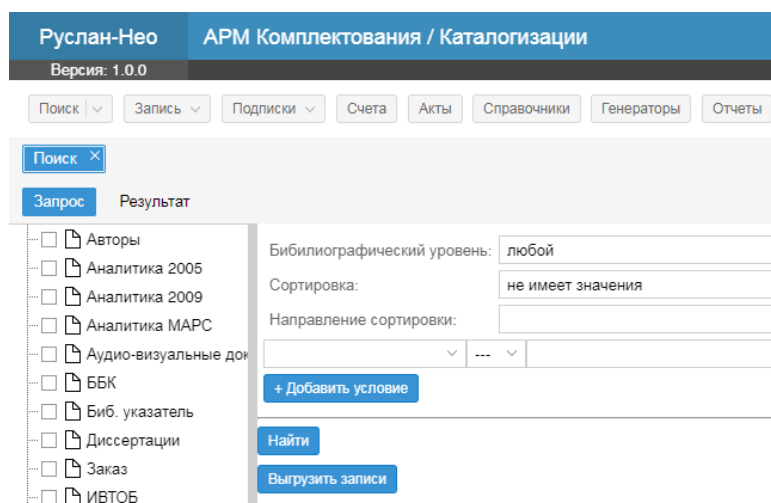 Руслан-Нео АРМ Комплектования / Каталогизации
Версия: 1.0.0
Поиск Запись Подписки Счета Акты Справочники Генераторы Отчеты
Поиск ×
Запрос Результат
Авторы
Аналитика 2005
Аналитика 2009
Аналитика МАРС
Аудио-визуальные док
ББК
Биб. указатель
Диссертации
Заказ
ИВТОБ
Бибилиографический уровень: любой
Сортировка: не имеет значения
Направление сортировки:
---
+ Добавить условие
Найти
Выгрузить записи